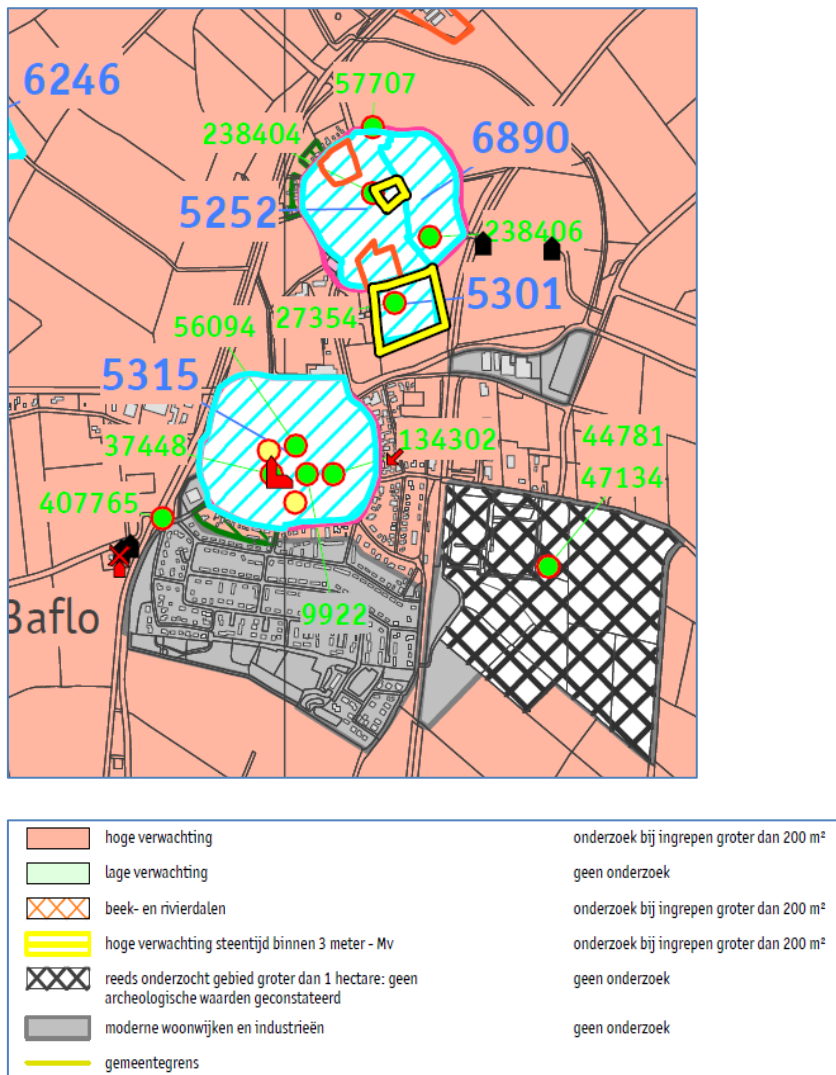 6246
57707
238404
6890
5252
238406
27354
5301
56094
5315
37448
134302
44781
47134
407765
9922
Baflo
hoge verwachting onderzoek bij ingrepen groter dan 200 m²
lage verwachting geen onderzoek
beek- en rivierdalen onderzoek bij ingrepen groter dan 200 m²
hoge verwachting steentijd binnen 3 meter - Mv onderzoek bij ingrepen groter dan 200 m²
reeds onderzocht gebied groter dan 1 hectare: geen geen onderzoek
archeologische waarden geconstateerd
moderne woonwijken en industrieën geen onderzoek
gemeentegrens